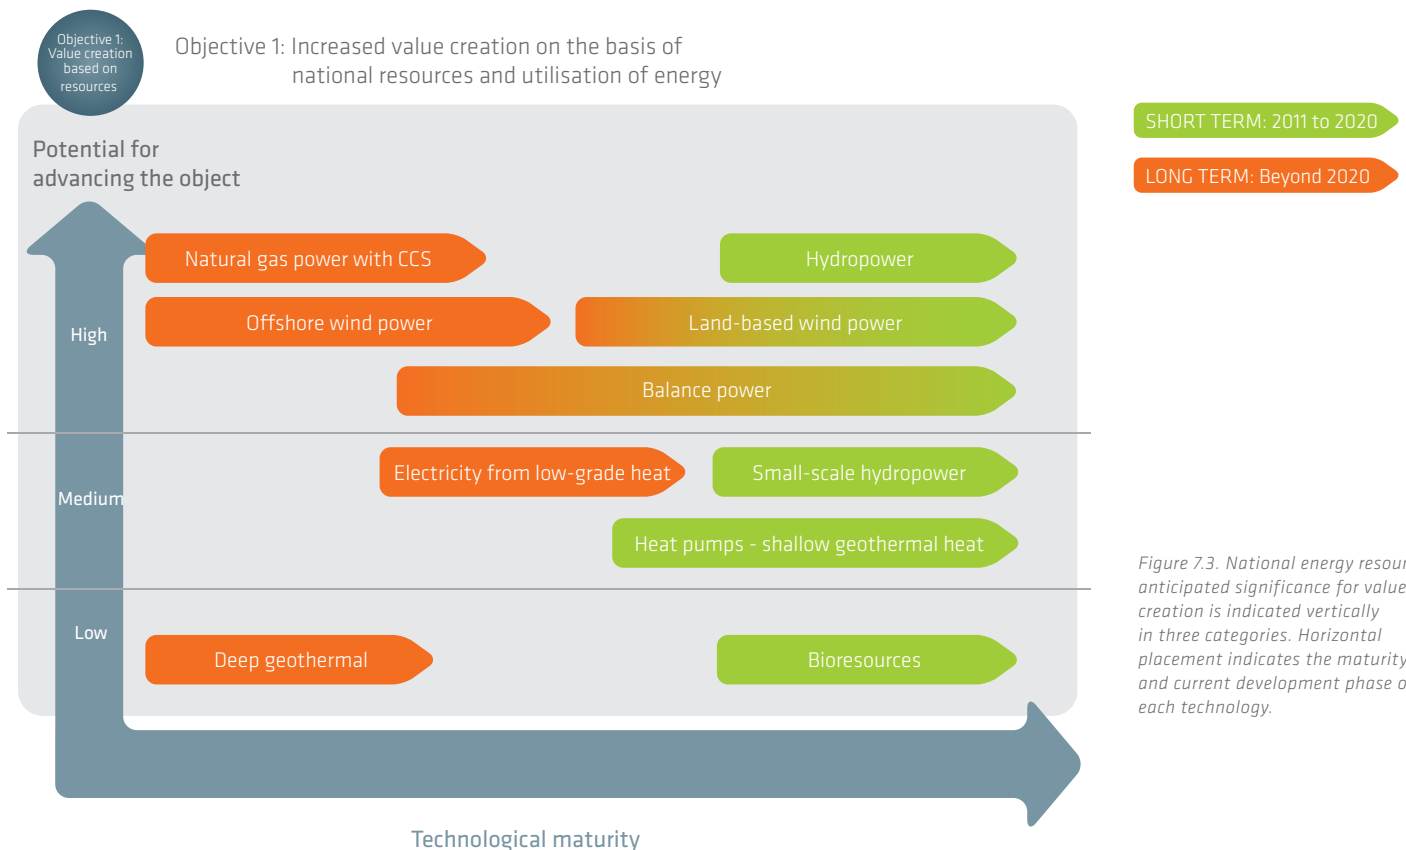 Objective 1:
Value creation
based on
resources
Objective 1: Increased value creation on the basis of
national resources and utilisation of energy
SHORT TERM: 2011 to 2020
LONG TERM: Beyond 2020
Potential for
advancing the object
Natural gas power with CCS
Hydropower
Offshore wind power
Land-based wind power
High
Balance power
Electricity from low-grade heat
Small-scale hydropower
Medium
Heat pumps - shallow geothermal heat
Low
Deep geothermal
Bioresources
Figure 7.3. National energy
anticipated significance for value
creation is indicated vertically
in three categories. Horizontal
placement indicates the maturity
and current development phase
each technology.
Technological maturity